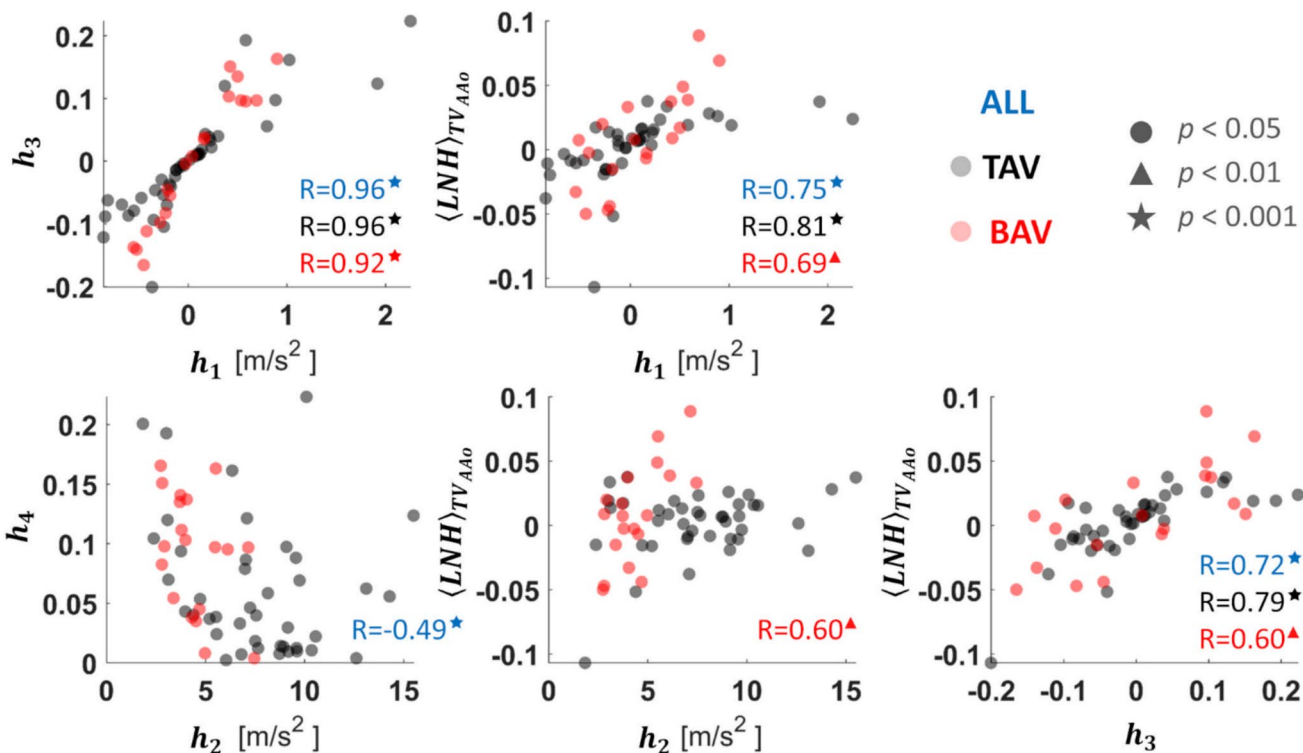 0.2
0.1
0
-0.1
-0.2
h₃
R=0.96★
R=0.96★
R=0.92★
0 1 2
h₁ [m/s²]
0.1
0.05
0
-0.05
-0.1
⟨LNH⟩TV_AAo
R=0.75★
R=0.81★
R=0.69▲
0 1 2
h₁ [m/s²]
ALL
TAV
BAV
p < 0.05
p < 0.01
p < 0.001
0.2
0.15
0.1
0.05
0
h₄
R=-0.49★
0 5 10 15
h₂ [m/s²]
0.1
0.05
0
-0.05
-0.1
⟨LNH⟩TV_AAo
R=0.60▲
0 5 10 15
h₂ [m/s²]
0.1
0.05
0
-0.05
-0.1
⟨LNH⟩TV_AAo
R=0.72★
R=0.79★
R=0.60▲
-0.2 -0.1 0 0.1 0.2
h₃